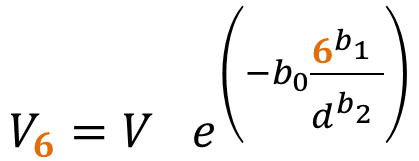 V₆ = V e^(−b₀ 6^b₁ / d^b₂)